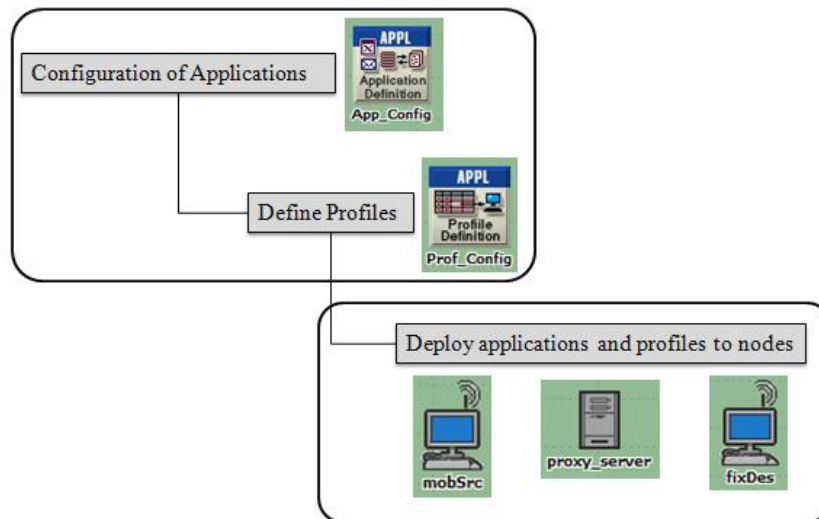 Configuration of Applications
APPL
Application
Definition
App_Config
Define Profiles
APPL
Profiile
Definition
Prof_Config
Deploy applications and profiles to nodes
mobSrc
proxy_server
fixDes